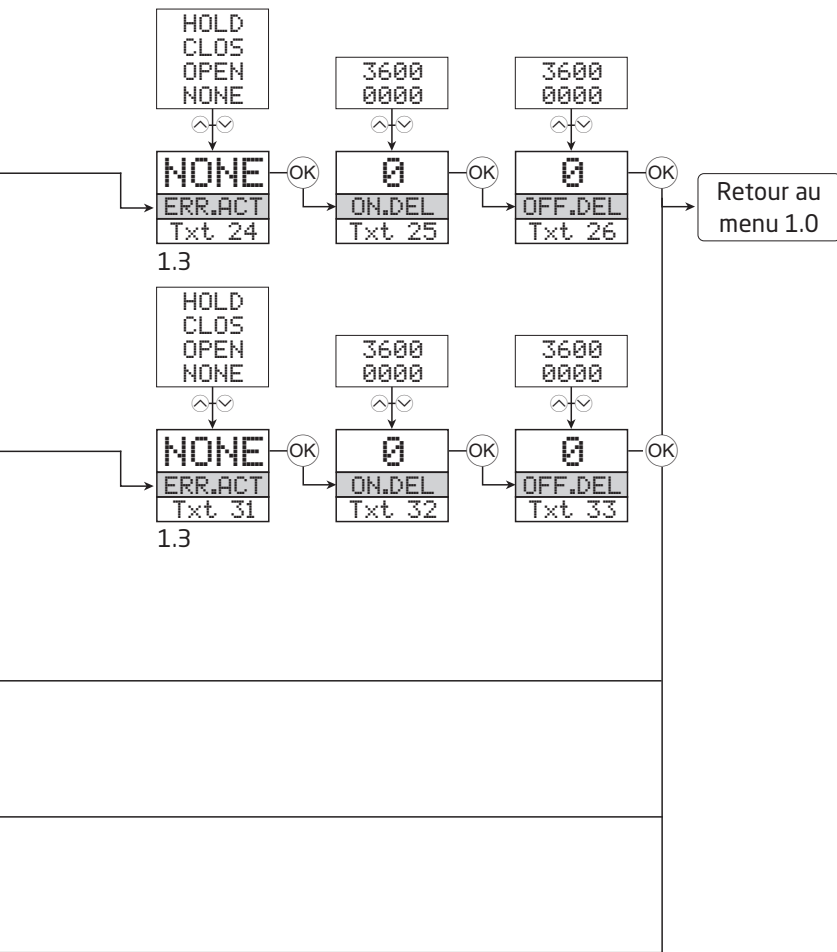 HOLD
CLOS
OPEN
NONE
3600
0000
3600
0000
NONE
OK
0
OK
0
OK
ERR.ACT
ON.DEL
OFF.DEL
Txt 24
Txt 25
Txt 26
1.3
Retour au
menu 1.0
HOLD
CLOS
OPEN
NONE
3600
0000
3600
0000
NONE
OK
0
OK
0
OK
ERR.ACT
ON.DEL
OFF.DEL
Txt 31
Txt 32
Txt 33
1.3